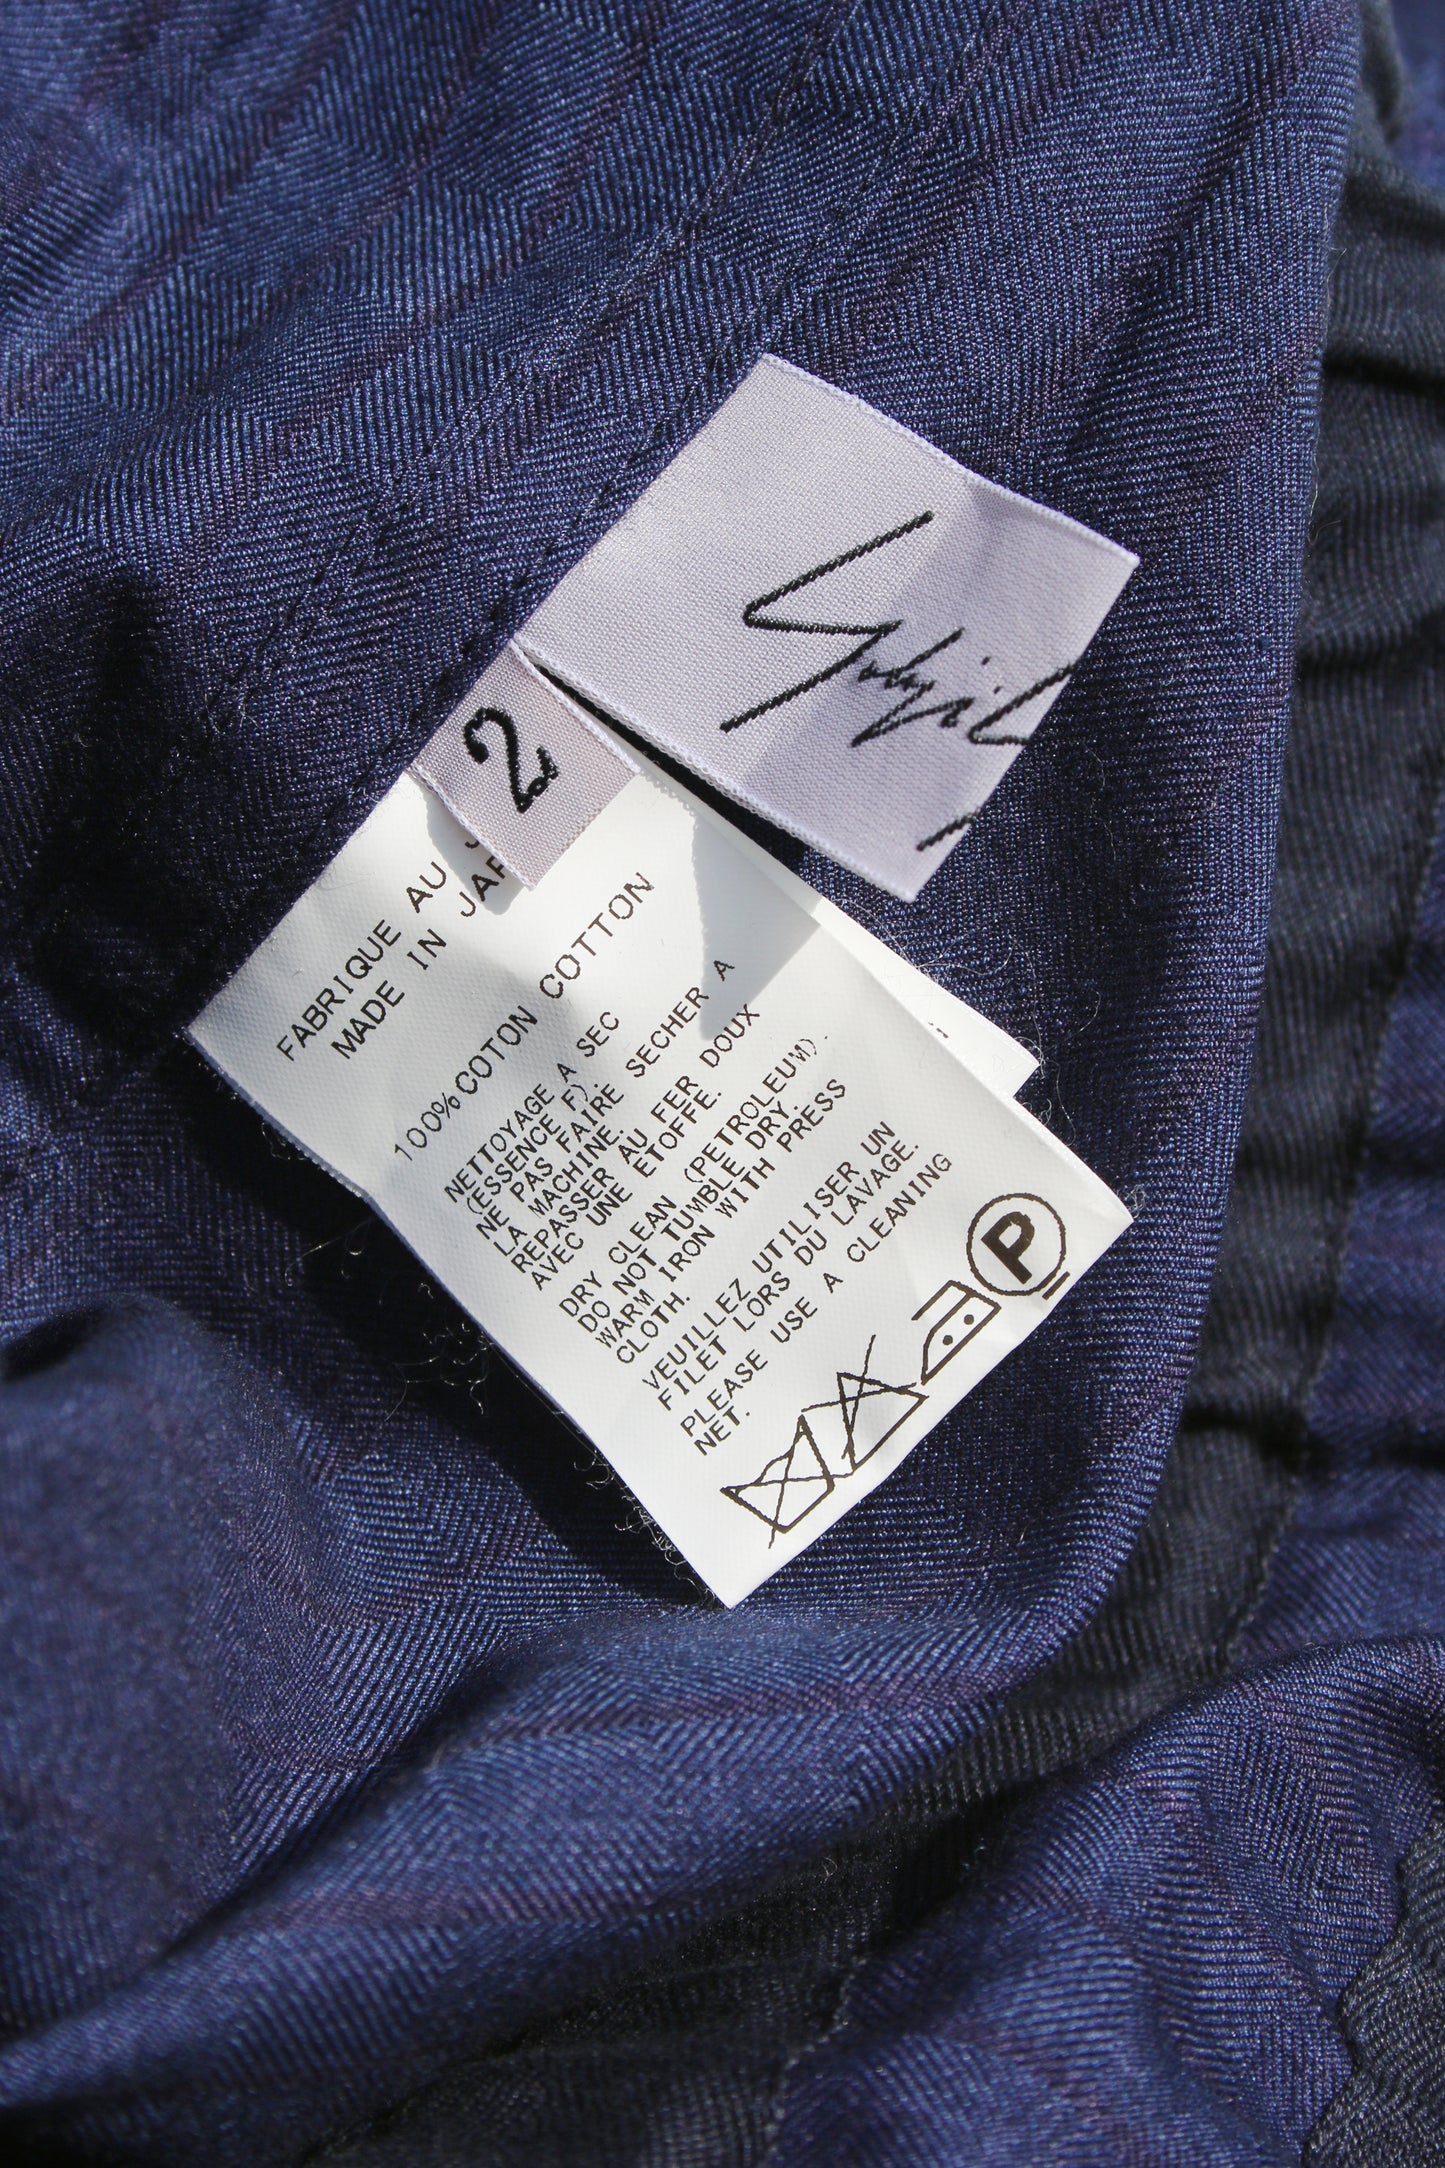 2
FABRIQUE AU
MADE IN
100%COTON COTTON
NETTOYAGE A SEC
(ESSENCE F).
NE PAS FAIRE SECHER A
LA MACHINE.
REPASSER AU FER DOUX
AVEC UNE ETOFFE.
DRY CLEAN (PETROLEUM).
DO NOT TUMBLE DRY.
WARM IRON WITH PRESS
CLOTH.
VEUILLEZ UTILISER UN
FILET LORS DU LAVAGE.
PLEASE USE A CLEANING
NET.
P